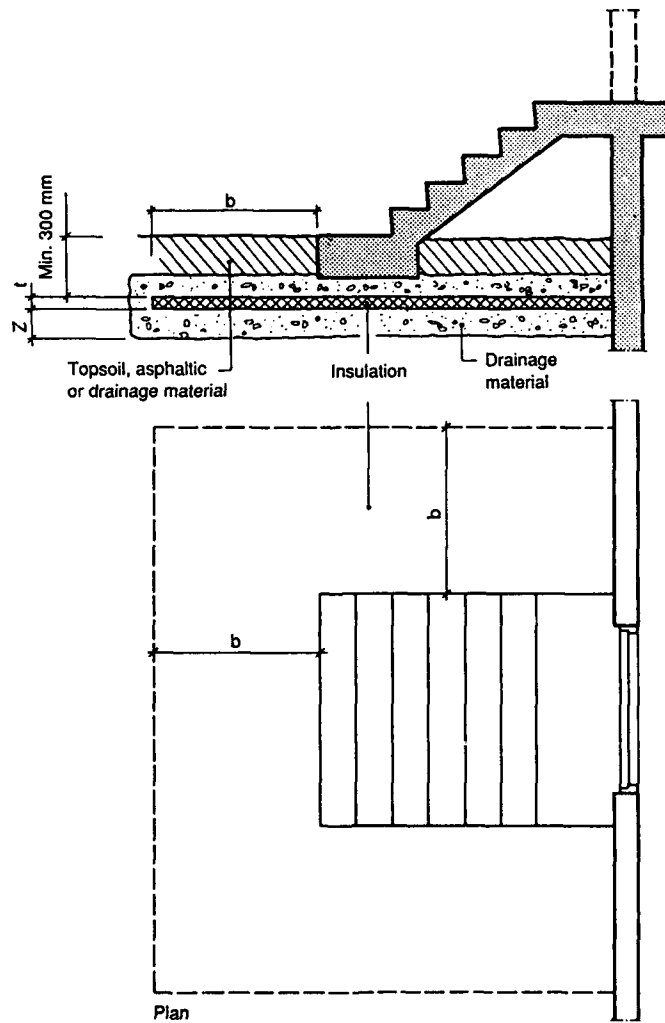 b
Min. 300 mm
t
Z
Topsoil, asphaltic
or drainage material
Insulation
Drainage
material
b
b
Plan